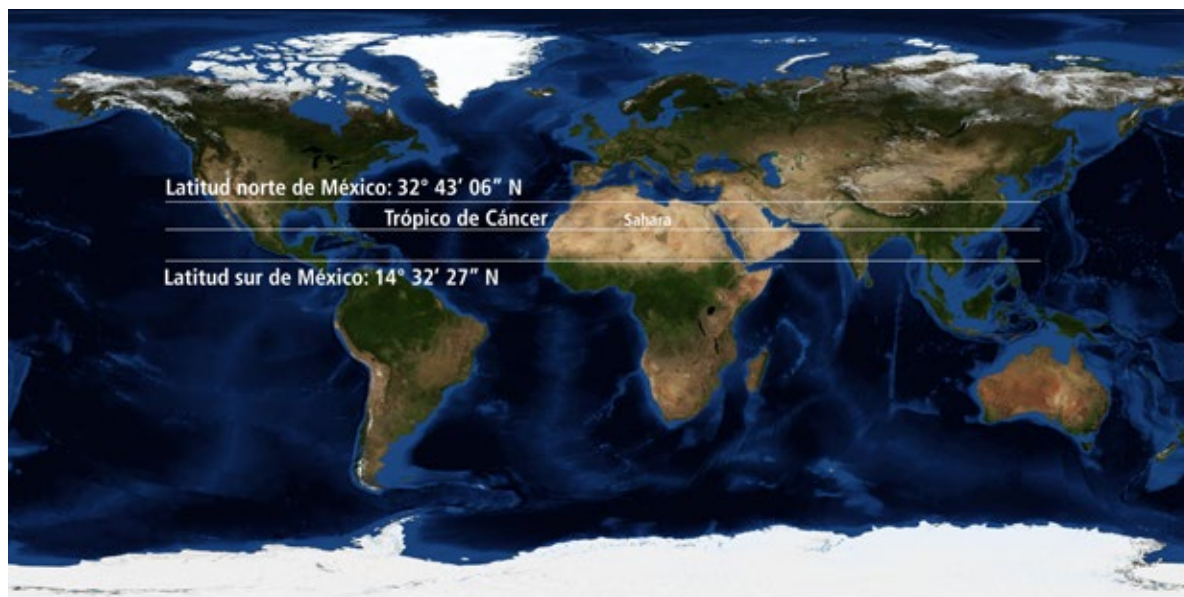 Latitud norte de México: 32° 43’ 06” N
Trópico de Cáncer
Sahara
Latitud sur de México: 14° 32’ 27” N